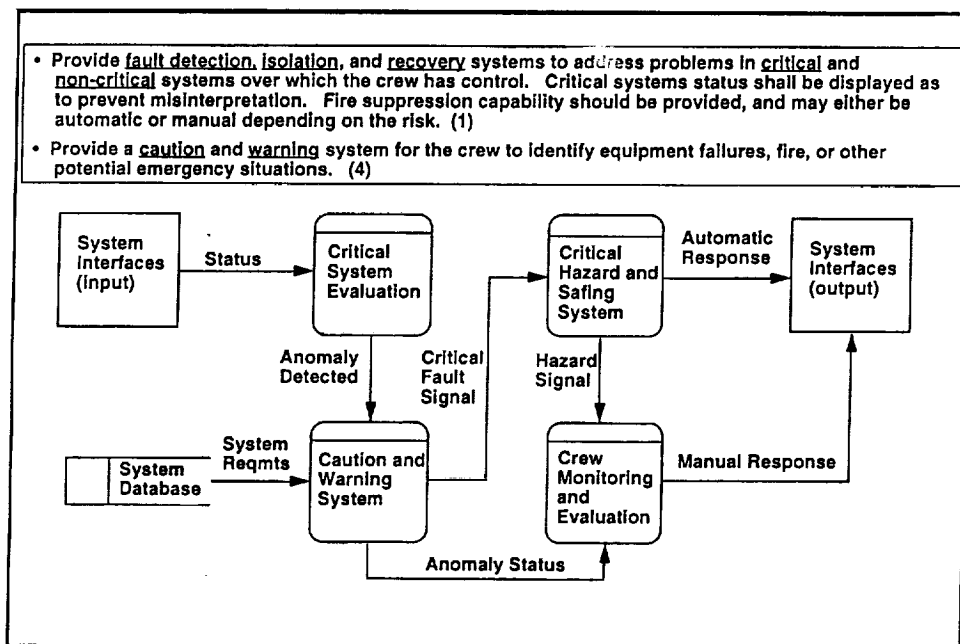 • Provide fault detection, isolation, and recovery systems to address problems in critical and
non-critical systems over which the crew has control. Critical systems status shall be displayed as
to prevent misinterpretation. Fire suppression capability should be provided, and may either be
automatic or manual depending on the risk. (1)
• Provide a caution and warning system for the crew to identify equipment failures, fire, or other
potential emergency situations. (4)
System
Interfaces
(input)
Status
Critical
System
Evaluation
Critical
Hazard and
Safing
System
Automatic
Response
System
Interfaces
(output)
Anomaly
Detected
Critical
Fault
Signal
Hazard
Signal
System
Database
System
Reqmts
Caution and
Warning
System
Crew
Monitoring
and
Evaluation
Manual Response
Anomaly Status